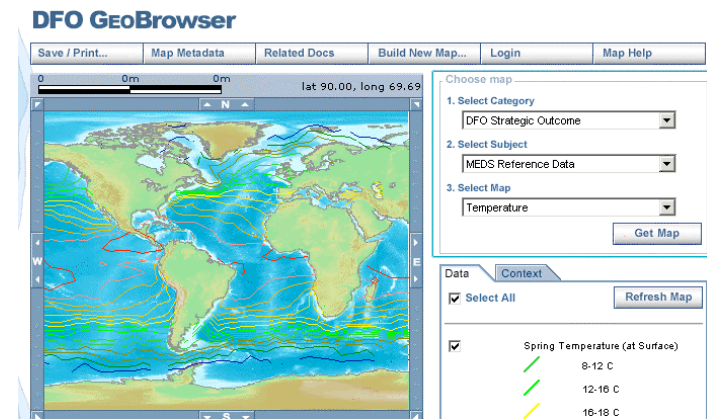 DFO GEOBrowser
Save / Print...
Map Metadata
Related Docs
Build New Map...
Login
Map Help
0 0m 0m
lat 90.00, long 69.69
N
W
E
S
Choose map
1. Select Category
DFO Strategic Outcome
2. Select Subject
MEDS Reference Data
3. Select Map
Temperature
Get Map
Data
Context
Select All
Refresh Map
Spring Temperature (at Surface)
8-12 C
12-16 C
16-18 C